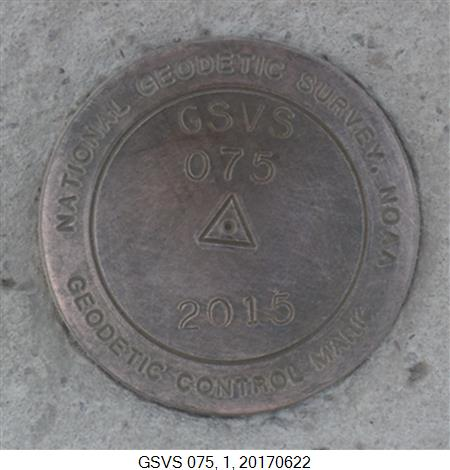 NATIONAL GEODETIC SURVEY, NOAA
GSVS
075
2015
GEODETIC CONTROL MARK
GSVS 075, 1, 20170622